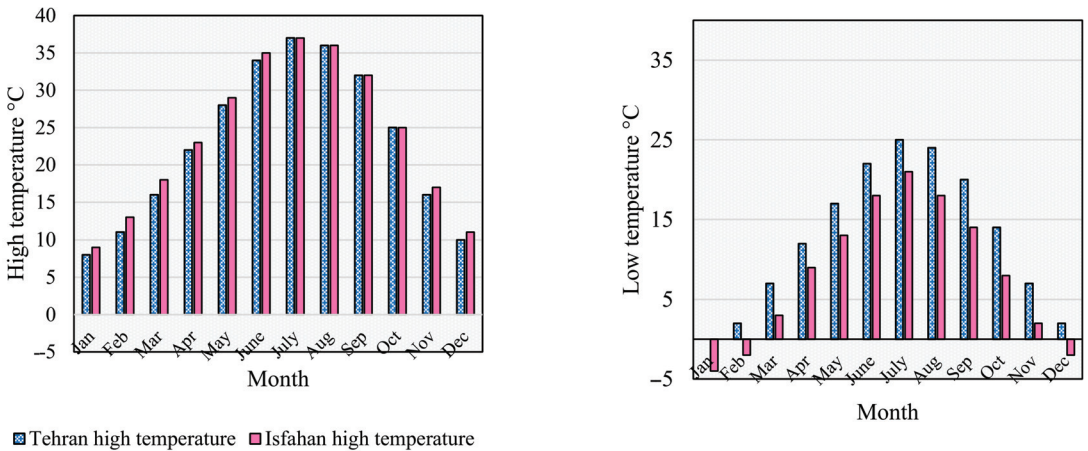 High temperature °C
40
35
30
25
20
15
10
5
0
−5
Jan Feb Mar Apr May June July Aug Sep Oct Nov Dec
Month
Tehran high temperature Isfahan high temperature
Low temperature °C
35
25
15
5
−5
Jan Feb Mar Apr May June July Aug Sep Oct Nov Dec
Month